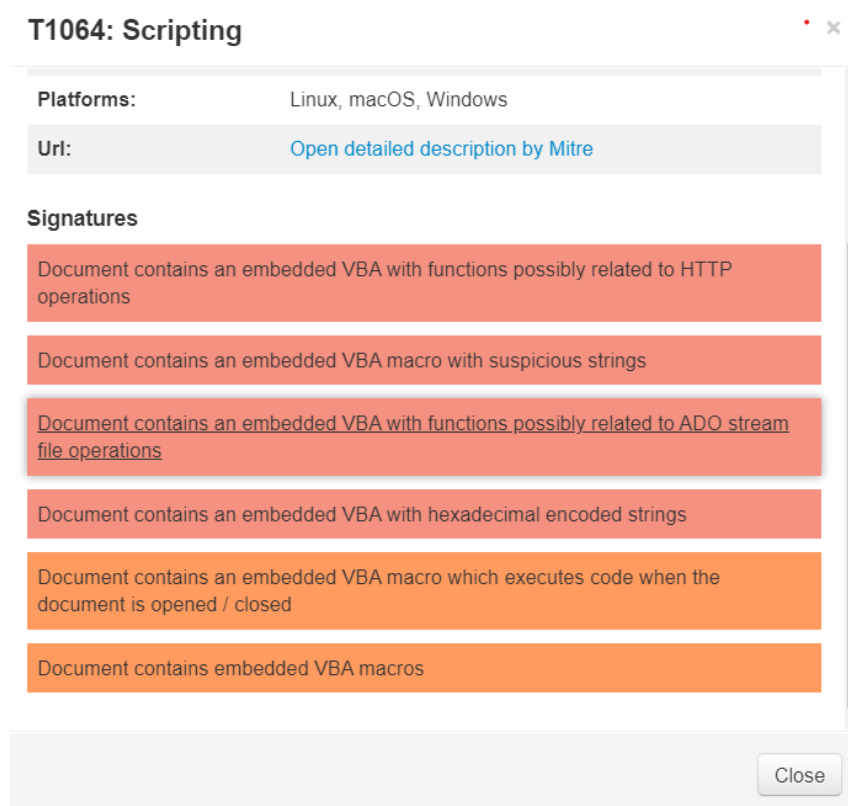 T1064: Scripting
×
Platforms: Linux, macOS, Windows
Url: Open detailed description by Mitre
Signatures
Document contains an embedded VBA with functions possibly related to HTTP
operations
Document contains an embedded VBA macro with suspicious strings
Document contains an embedded VBA with functions possibly related to ADO stream
file operations
Document contains an embedded VBA with hexadecimal encoded strings
Document contains an embedded VBA macro which executes code when the
document is opened / closed
Document contains embedded VBA macros
Close